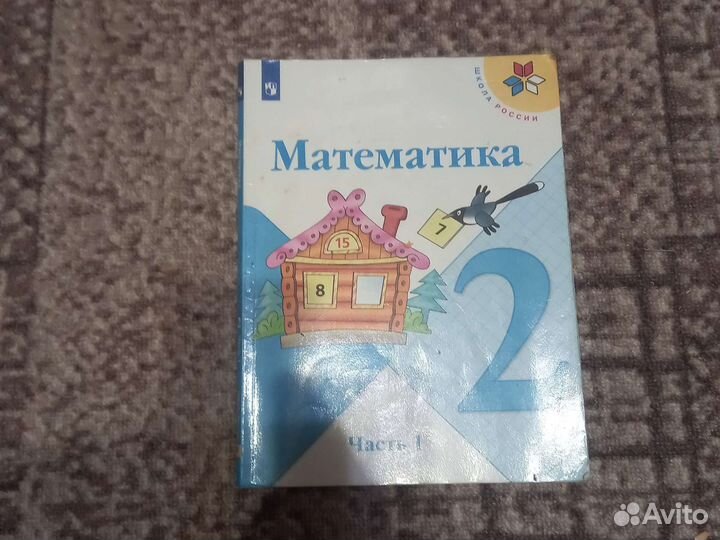 ШКОЛА РОССИИ
Математика
15
7
8
2
Часть 1
Avito